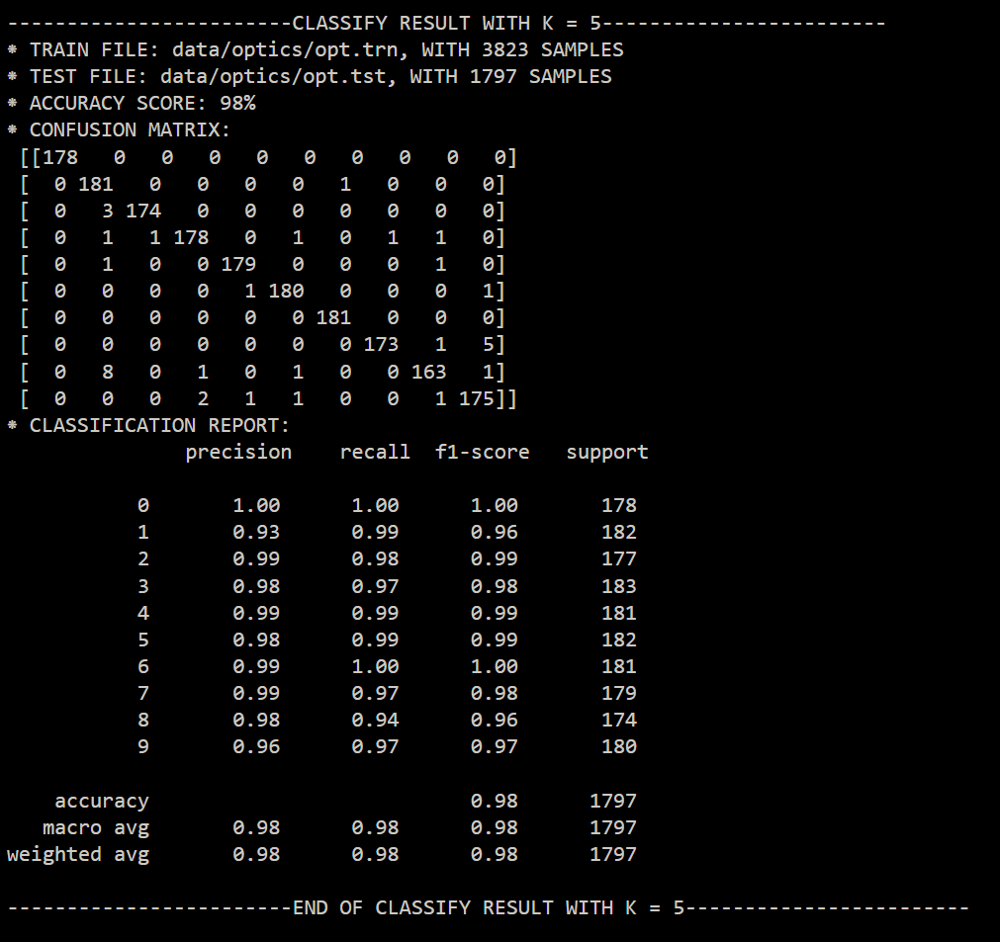 ------------------------CLASSIFY RESULT WITH K = 5------------------------
* TRAIN FILE: data/optics/opt.trn, WITH 3823 SAMPLES
* TEST FILE: data/optics/opt.tst, WITH 1797 SAMPLES
* ACCURACY SCORE: 98%
* CONFUSION MATRIX:
 [[178   0   0   0   0   0   0   0   0   0]
 [  0 181   0   0   0   0   1   0   0   0]
 [  0   3 174   0   0   0   0   0   0   0]
 [  0   1   1 178   0   1   0   1   1   0]
 [  0   1   0   0 179   0   0   0   1   0]
 [  0   0   0   0   1 180   0   0   0   1]
 [  0   0   0   0   0   0 181   0   0   0]
 [  0   0   0   0   0   0   0 173   1   5]
 [  0   8   0   1   0   1   0   0 163   1]
 [  0   0   0   2   1   1   0   0   1 175]]
* CLASSIFICATION REPORT:
               precision    recall  f1-score   support

           0       1.00      1.00      1.00       178
           1       0.93      0.99      0.96       182
           2       0.99      0.98      0.99       177
           3       0.98      0.97      0.98       183
           4       0.99      0.99      0.99       181
           5       0.98      0.99      0.99       182
           6       0.99      1.00      1.00       181
           7       0.99      0.97      0.98       179
           8       0.98      0.94      0.96       174
           9       0.96      0.97      0.97       180

    accuracy                           0.98      1797
   macro avg       0.98      0.98      0.98      1797
weighted avg       0.98      0.98      0.98      1797

------------------------END OF CLASSIFY RESULT WITH K = 5------------------------